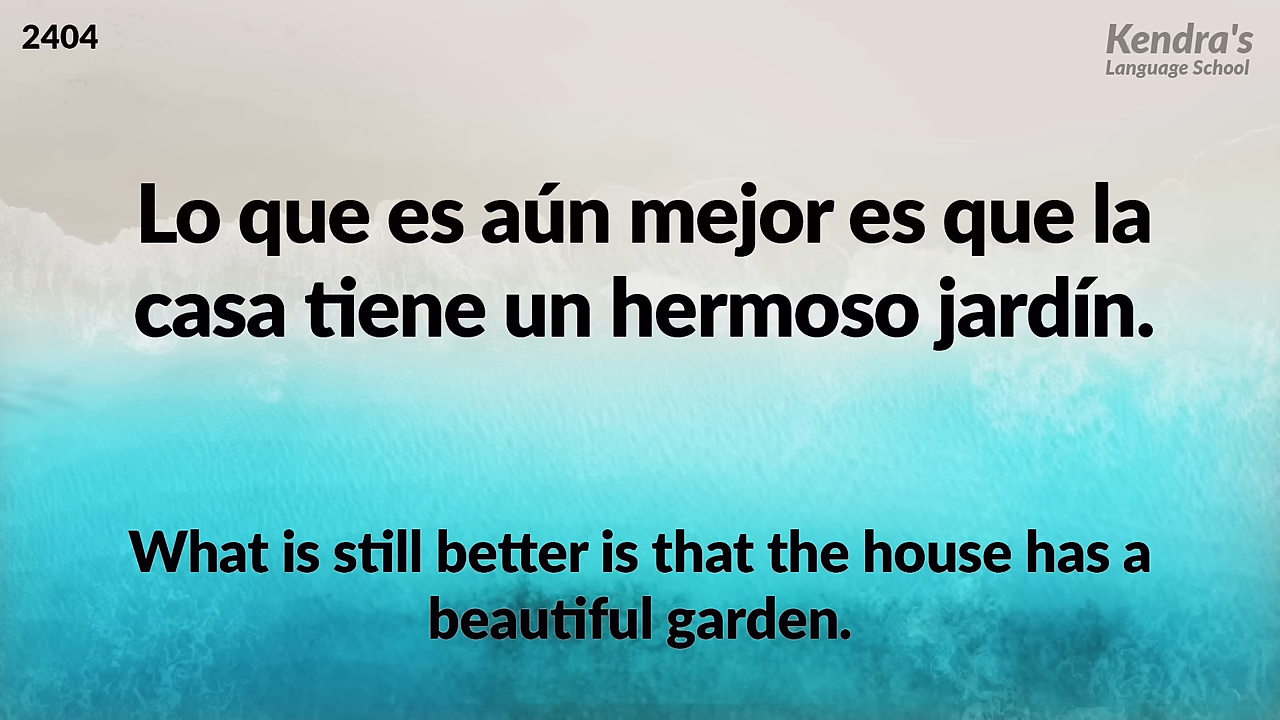 2404
Kendra's
Language School
Lo que es aún mejor es que la
casa tiene un hermoso jardín.
What is still better is that the house has a
beautiful garden.